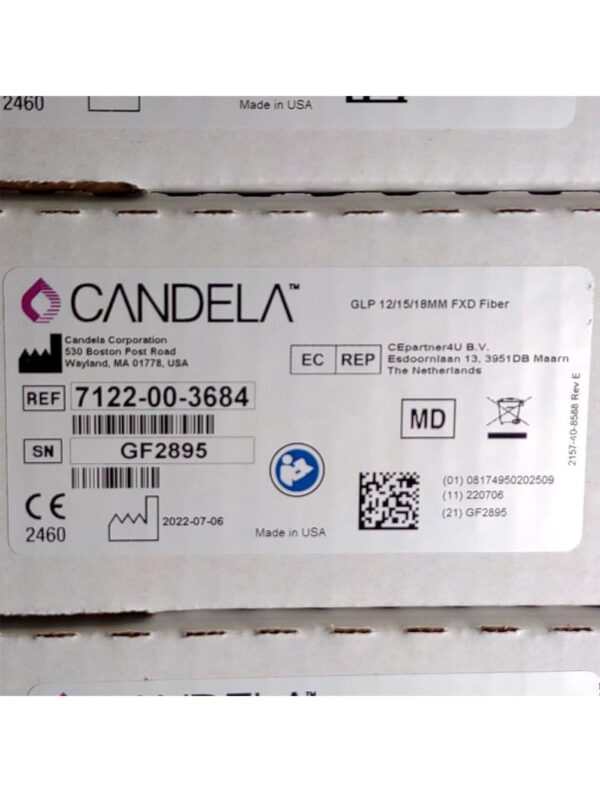 2460
Made in USA
CANDELA™
GLP 12/15/18MM FXD Fiber
Candela Corporation
530 Boston Post Road
Wayland, MA 01778, USA
EC REP
CEpartner4U B.V.
Esdoornlaan 13, 3951DB Maarn
The Netherlands
REF 7122-00-3684
MD
SN GF2895
2157-40-8588 Rev E
(01) 08174950202509
(11) 220706
(21) GF2895
CE
2460
2022-07-06
Made in USA
CANDELA™